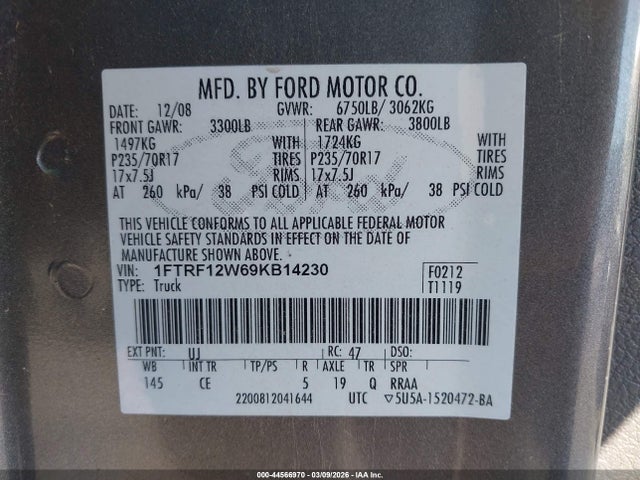 MFD. BY FORD MOTOR CO.
DATE: 12/08 GVWR: 6750LB/ 3062KG
FRONT GAWR: 3300LB REAR GAWR: 3800LB
1497KG WITH 1724KG WITH
P235/70R17 TIRES P235/70R17 TIRES
17x7.5J RIMS 17x7.5J RIMS
AT 260 kPa/ 38 PSI COLD AT 260 kPa/ 38 PSI COLD
THIS VEHICLE CONFORMS TO ALL APPLICABLE FEDERAL MOTOR
VEHICLE SAFETY STANDARDS IN EFFECT ON THE DATE OF
MANUFACTURE SHOWN ABOVE.
VIN: 1FTRF12W69KB14230 F0212
TYPE: Truck T1119
EXT PNT: UJ RC: 47 DSO:
WB INT TR TP/PS R AXLE TR SPR
145 CE 5 19 Q RRAA
2200812041644 UTC ▽5U5A-1520472-BA
000-44566970 - 03/09/2026 - IAA Inc.